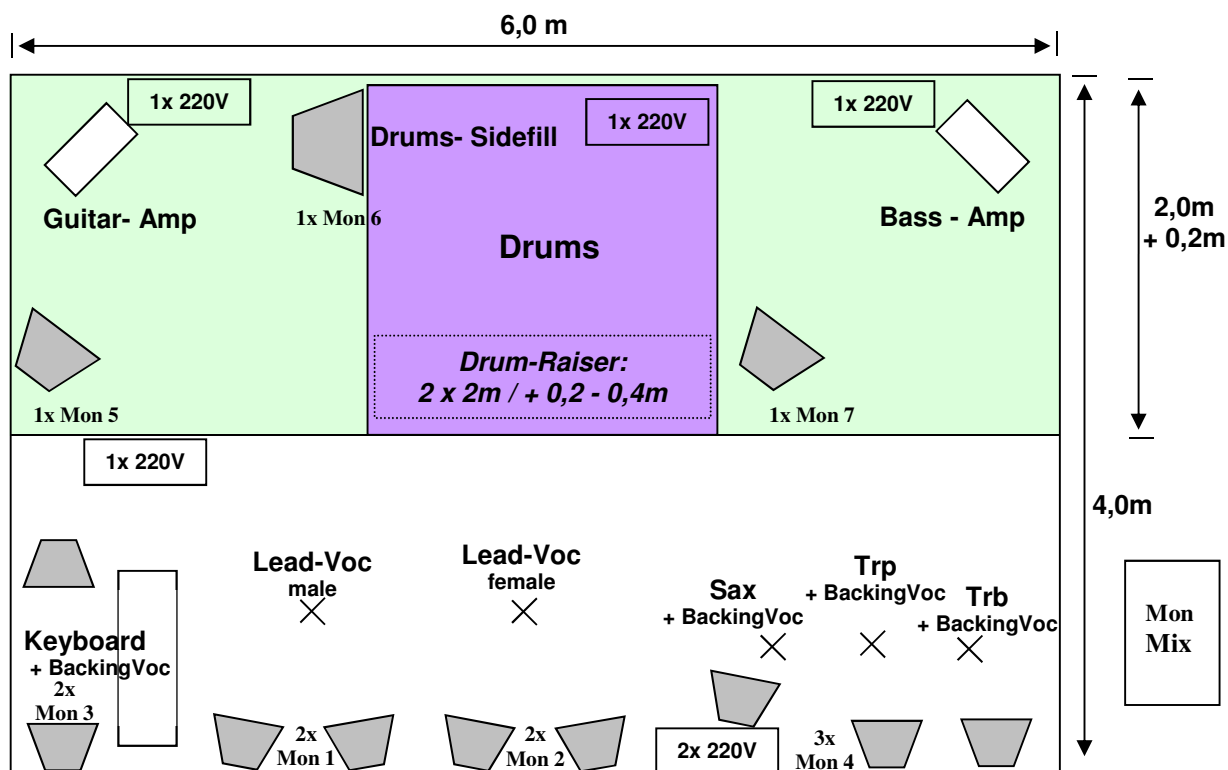 6,0 m
1x 220V
1x 220V
1x 220V
Drums- Sidefill
Guitar- Amp
1x Mon 6
Bass - Amp
2,0m
+ 0,2m
Drums
Drum-Raiser:
2 x 2m / + 0,2 - 0,4m
1x Mon 5
1x Mon 7
1x 220V
4,0m
Lead-Voc
male
Lead-Voc
female
Sax
+ BackingVoc
Trp
+ BackingVoc
Trb
+ BackingVoc
Mon
Mix
Keyboard
+ BackingVoc
2x
Mon 3
2x
Mon 1
2x
Mon 2
2x 220V
3x
Mon 4